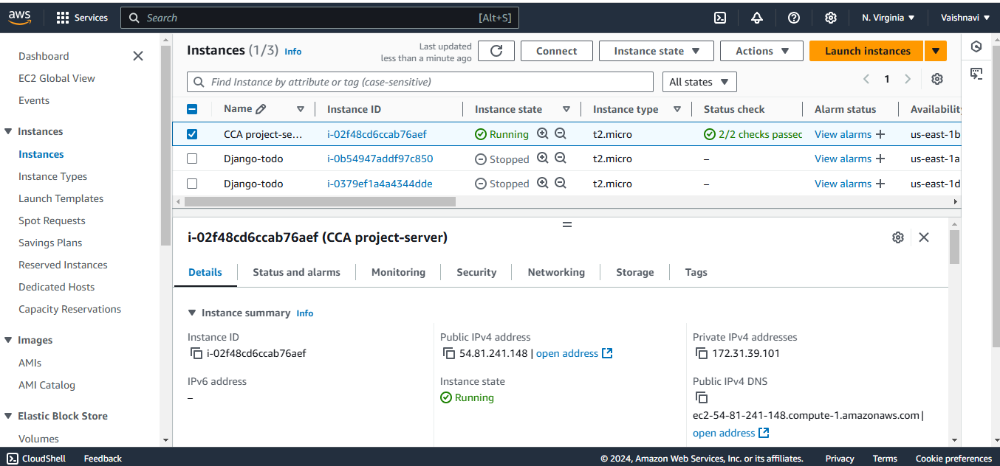 aws Services Search [Alt+S] N. Virginia Vaishnavi
Dashboard
EC2 Global View
Events
Instances
Instances
Instance Types
Launch Templates
Spot Requests
Savings Plans
Reserved Instances
Dedicated Hosts
Capacity Reservations
Images
AMIs
AMI Catalog
Elastic Block Store
Volumes
Instances (1/3) Info
Last updated
less than a minute ago
Connect Instance state Actions Launch instances
Find Instance by attribute or tag (case-sensitive) All states 1
Name Instance ID Instance state Instance type Status check Alarm status Availability
CCA project-se... i-02f48cd6ccab76aef Running t2.micro 2/2 checks passed View alarms + us-east-1b
Django-todo i-0b54947addf97c850 Stopped t2.micro – View alarms + us-east-1a
Django-todo i-0379ef1a4a4344dde Stopped t2.micro – View alarms + us-east-1d
i-02f48cd6ccab76aef (CCA project-server)
Details Status and alarms Monitoring Security Networking Storage Tags
Instance summary Info
Instance ID
i-02f48cd6ccab76aef
IPv6 address
–
Public IPv4 address
54.81.241.148 | open address
Instance state
Running
Private IPv4 addresses
172.31.39.101
Public IPv4 DNS
ec2-54-81-241-148.compute-1.amazonaws.com |
open address
CloudShell Feedback © 2024, Amazon Web Services, Inc. or its affiliates. Privacy Terms Cookie preferences